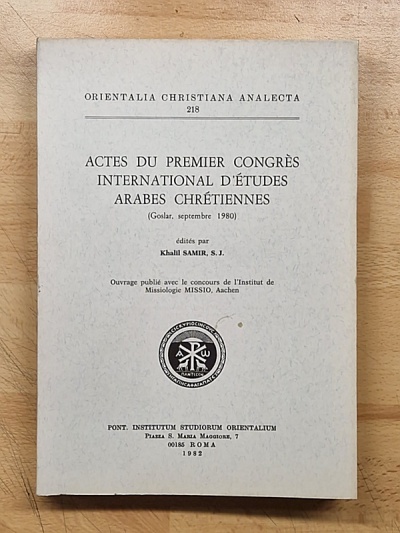 ORIENTALIA CHRISTIANA ANALECTA
218
ACTES DU PREMIER CONGRÈS
INTERNATIONAL D'ÉTUDES
ARABES CHRÉTIENNES
(Goslar, septembre 1980)
édités par
Khalil SAMIR, S. J.
Ouvrage publié avec le concours de l'Institut de
Missiologie MISSIO, Aachen
A W
PONT. INSTITUTUM STUDIORUM ORIENTALIUM
PIAZZA S. MARIA MAGGIORE, 7
00185 ROMA
1982